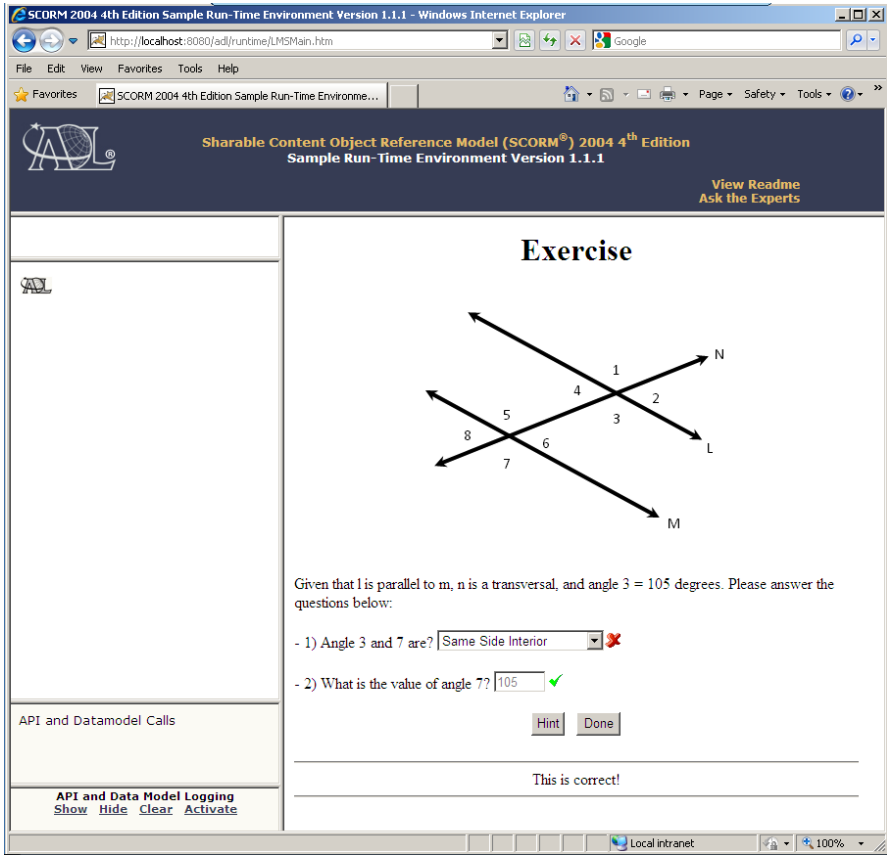 SCORM 2004 4th Edition Sample Run-Time Environment Version 1.1.1 - Windows Internet Explorer
http://localhost:8080/adl/runtime/LMSMain.htm
Google
File Edit View Favorites Tools Help
Favorites
SCORM 2004 4th Edition Sample Run-Time Environme...
Page Safety Tools
»
ADL®
Sharable Content Object Reference Model (SCORM®) 2004 4th Edition
Sample Run-Time Environment Version 1.1.1
View Readme
Ask the Experts
ADL
Exercise
1
N
4
2
3
5
L
8
6
7
M
Given that l is parallel to m, n is a transversal, and angle 3 = 105 degrees. Please answer the
questions below:
- 1) Angle 3 and 7 are? Same Side Interior
- 2) What is the value of angle 7? 105
Hint Done
This is correct!
API and Datamodel Calls
API and Data Model Logging
Show Hide Clear Activate
Local intranet
100%